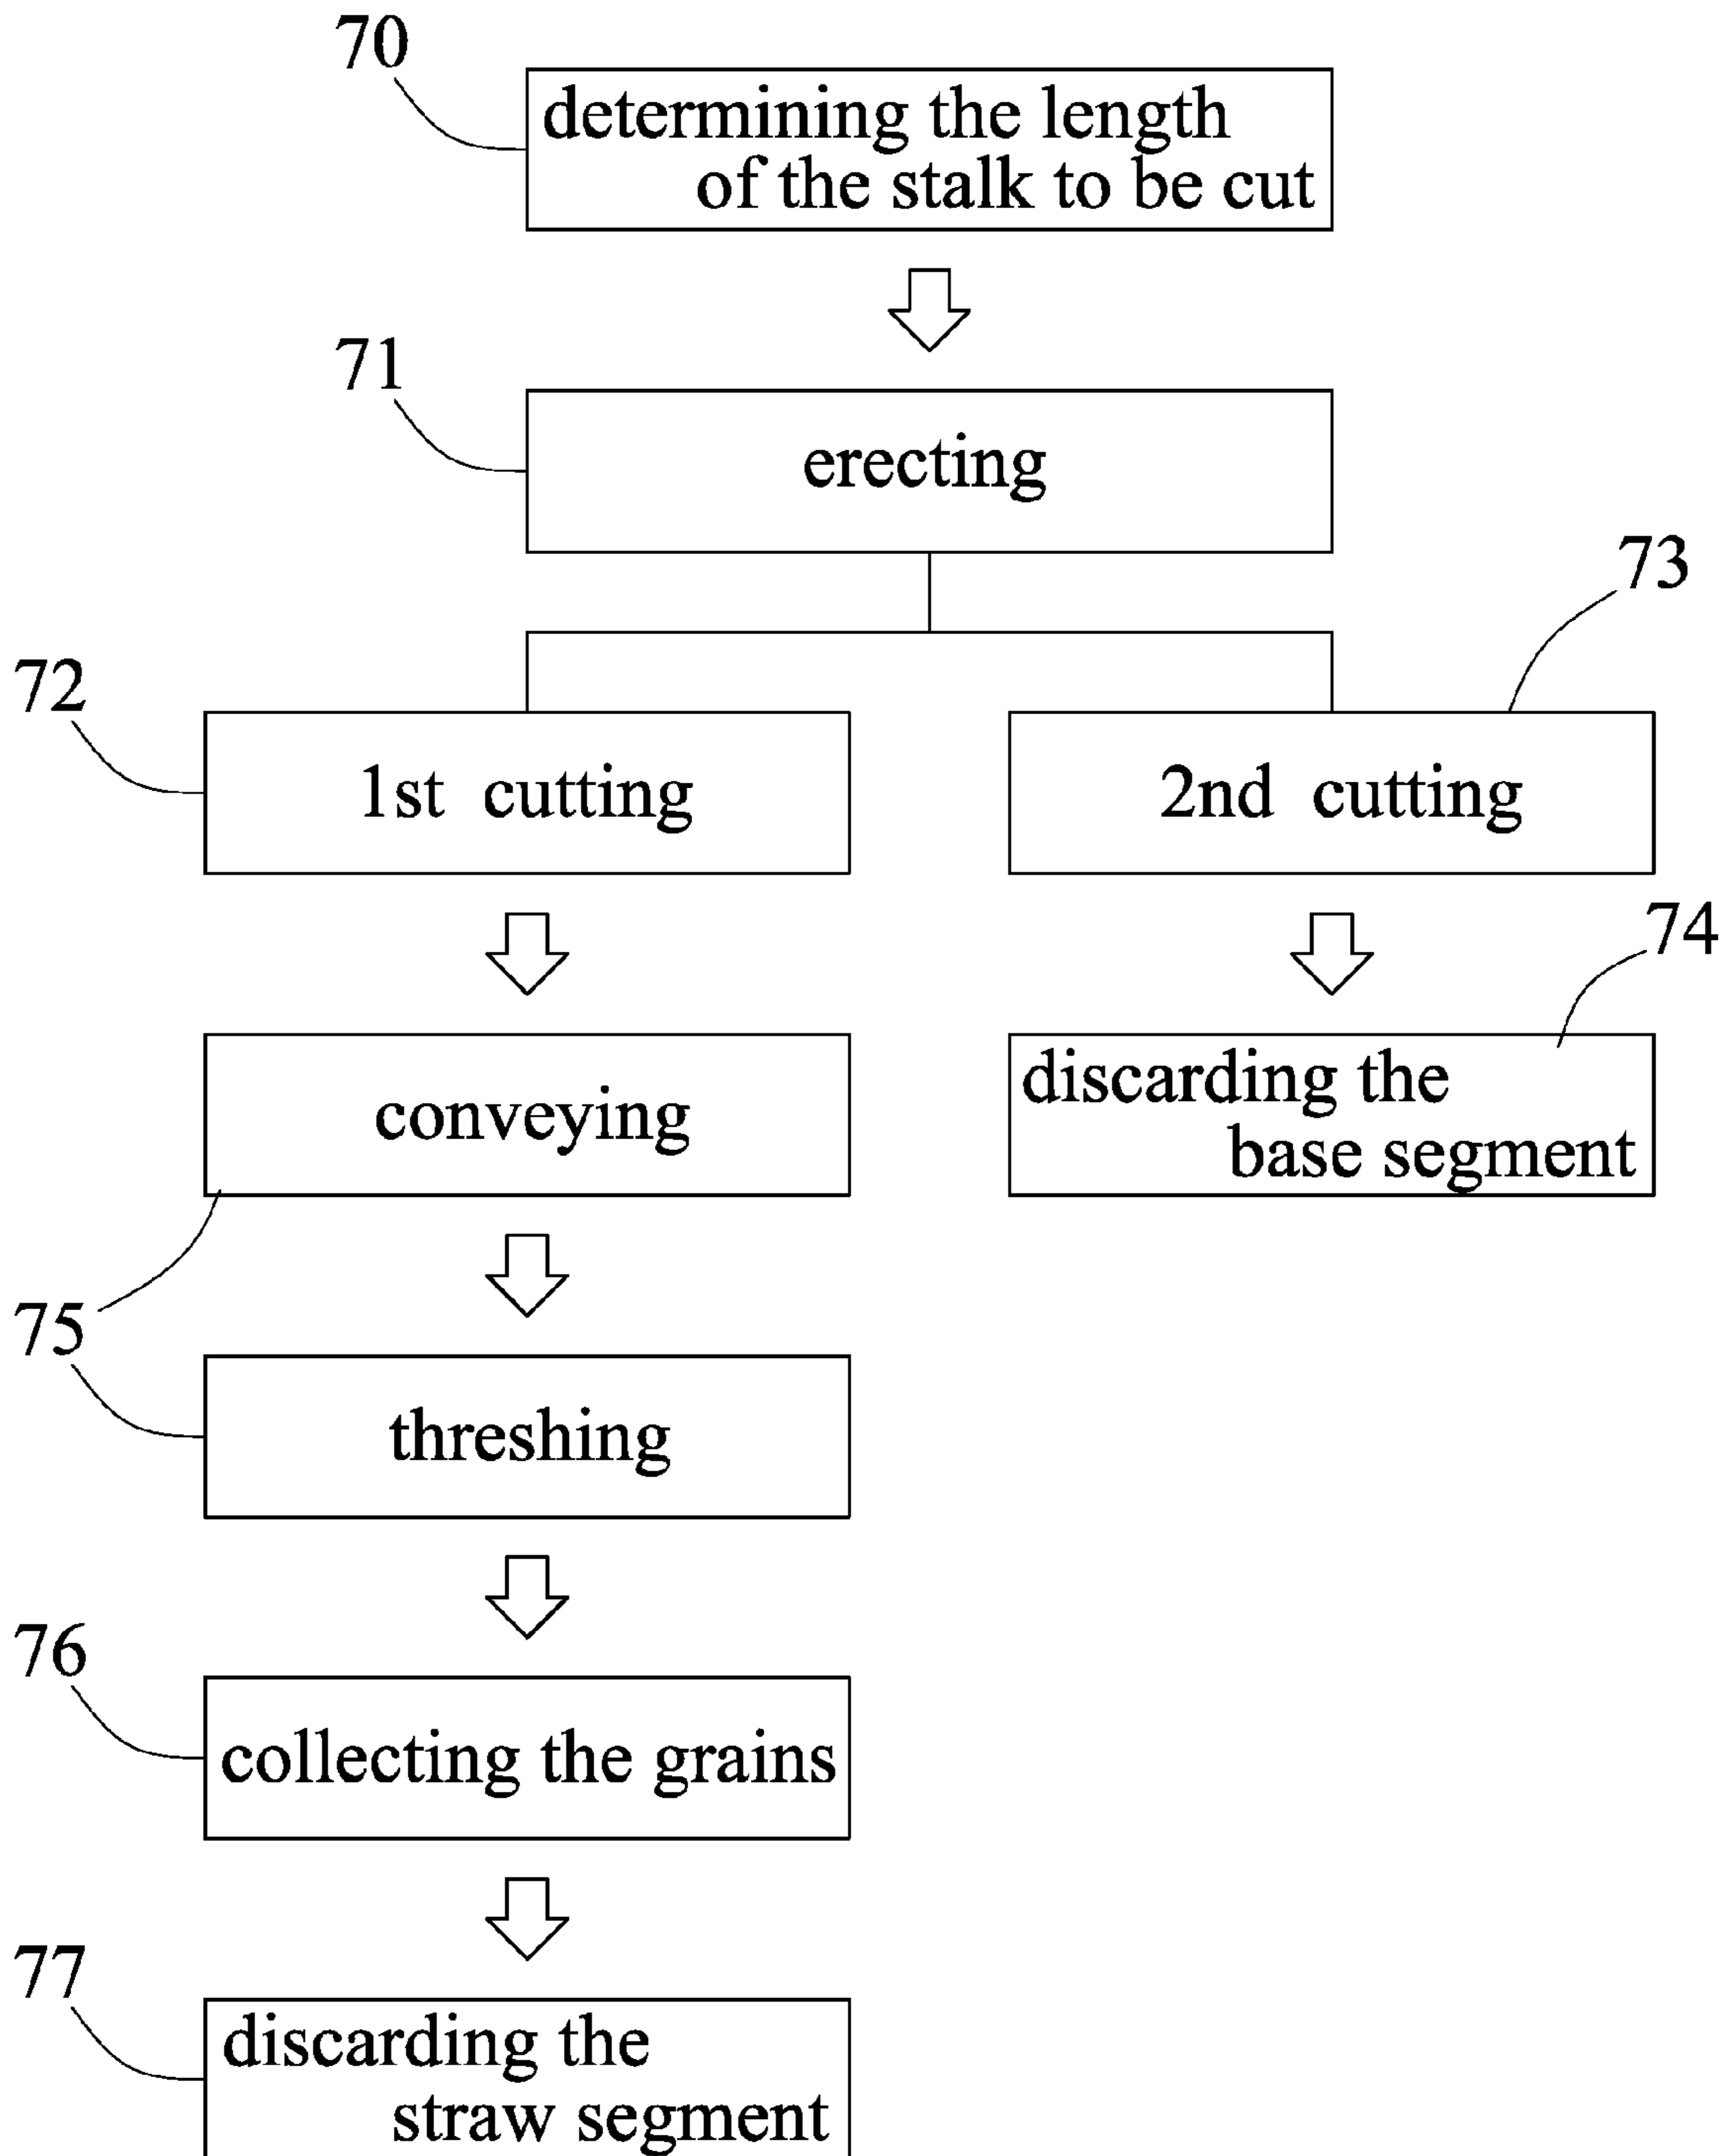 70
determining the length
of the stalk to be cut
71
erecting
73
72
1st cutting
2nd cutting
74
conveying
discarding the
base segment
75
threshing
76
collecting the grains
77
discarding the
straw segment